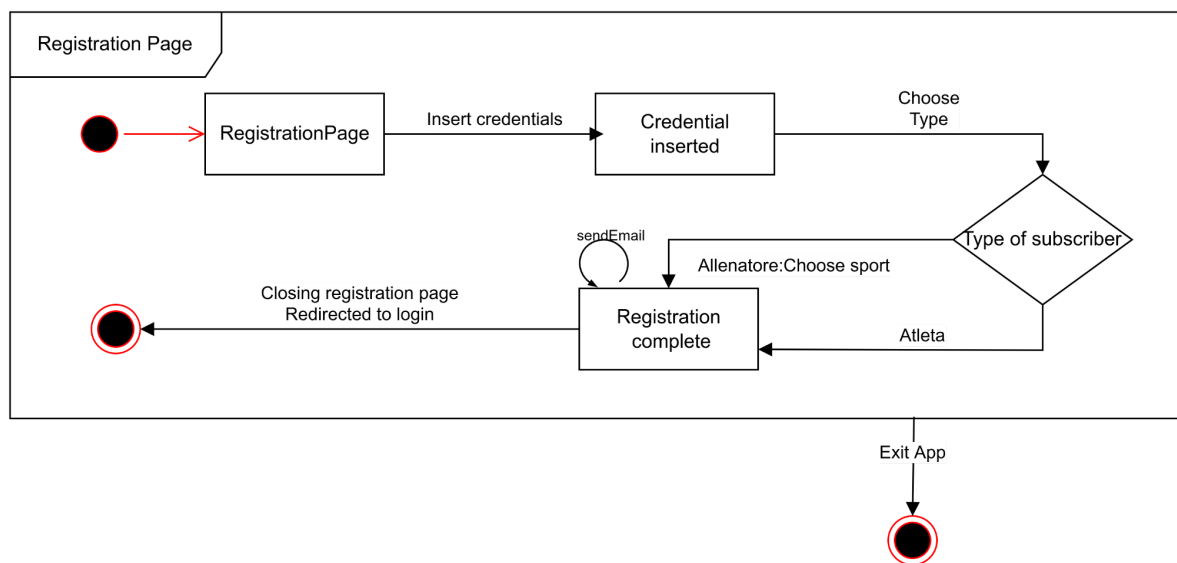 Registration Page
RegistrationPage
Insert credentials
Credential
inserted
Choose
Type
Type of subscriber
sendEmail
Allenatore:Choose sport
Closing registration page
Redirected to login
Registration
complete
Atleta
Exit App